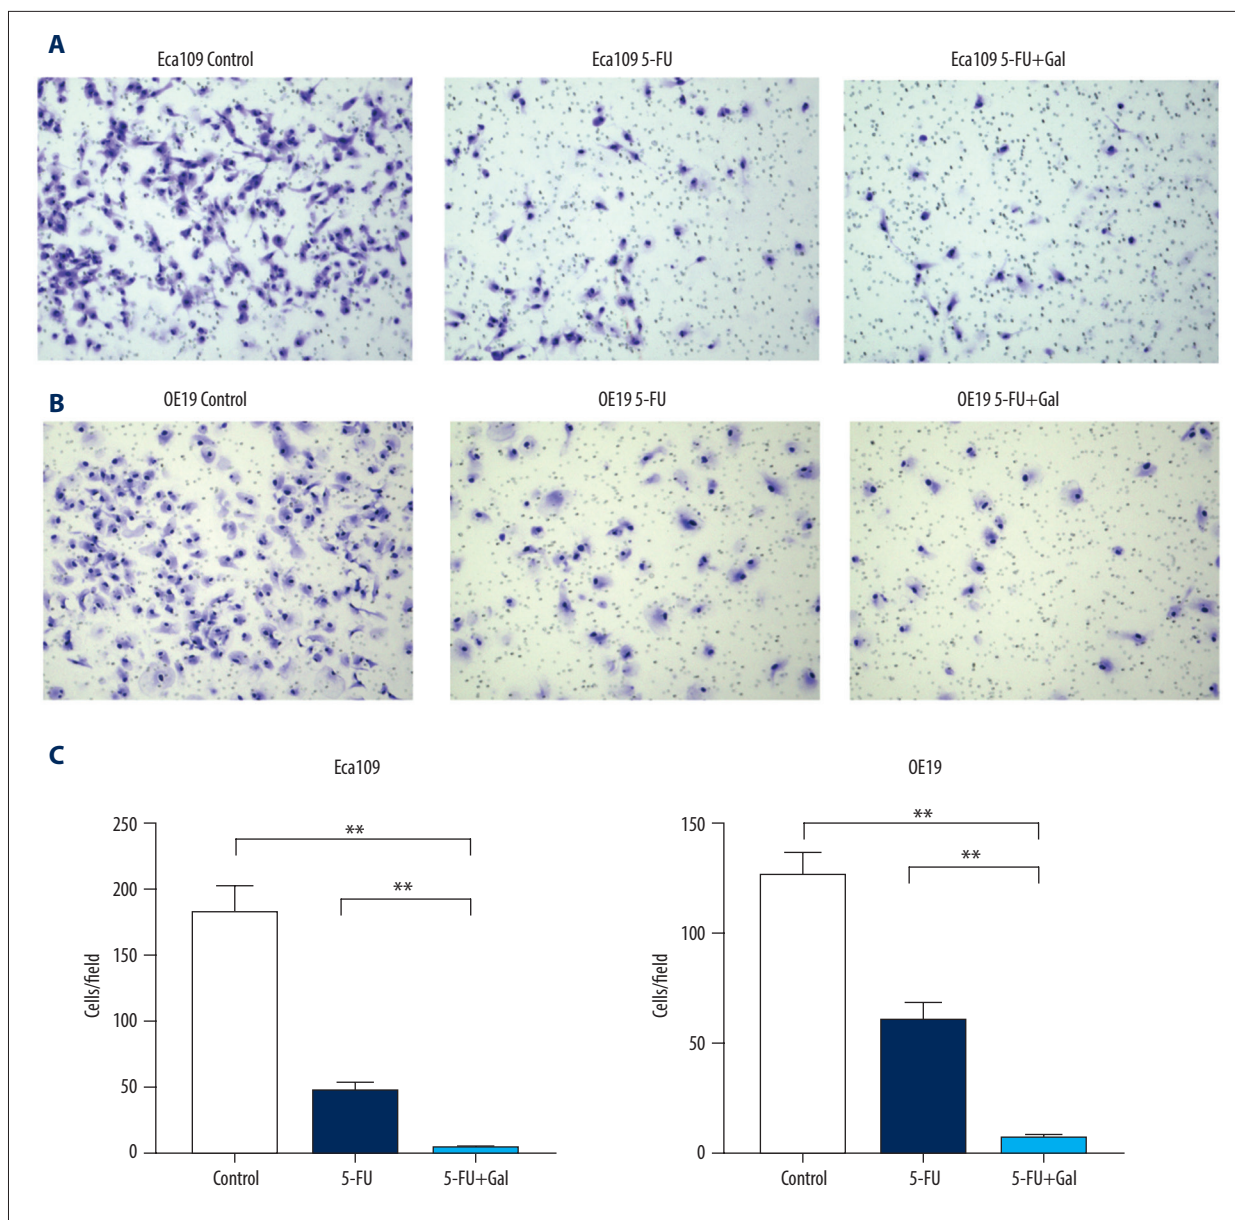 A
Eca109 Control
Eca109 5-FU
Eca109 5-FU+Gal
B
OE19 Control
OE19 5-FU
OE19 5-FU+Gal
C
Eca109
250
200
150
100
50
0
Cells/field
**
**
Control
5-FU
5-FU+Gal
OE19
150
100
50
0
Cells/field
**
**
Control
5-FU
5-FU+Gal